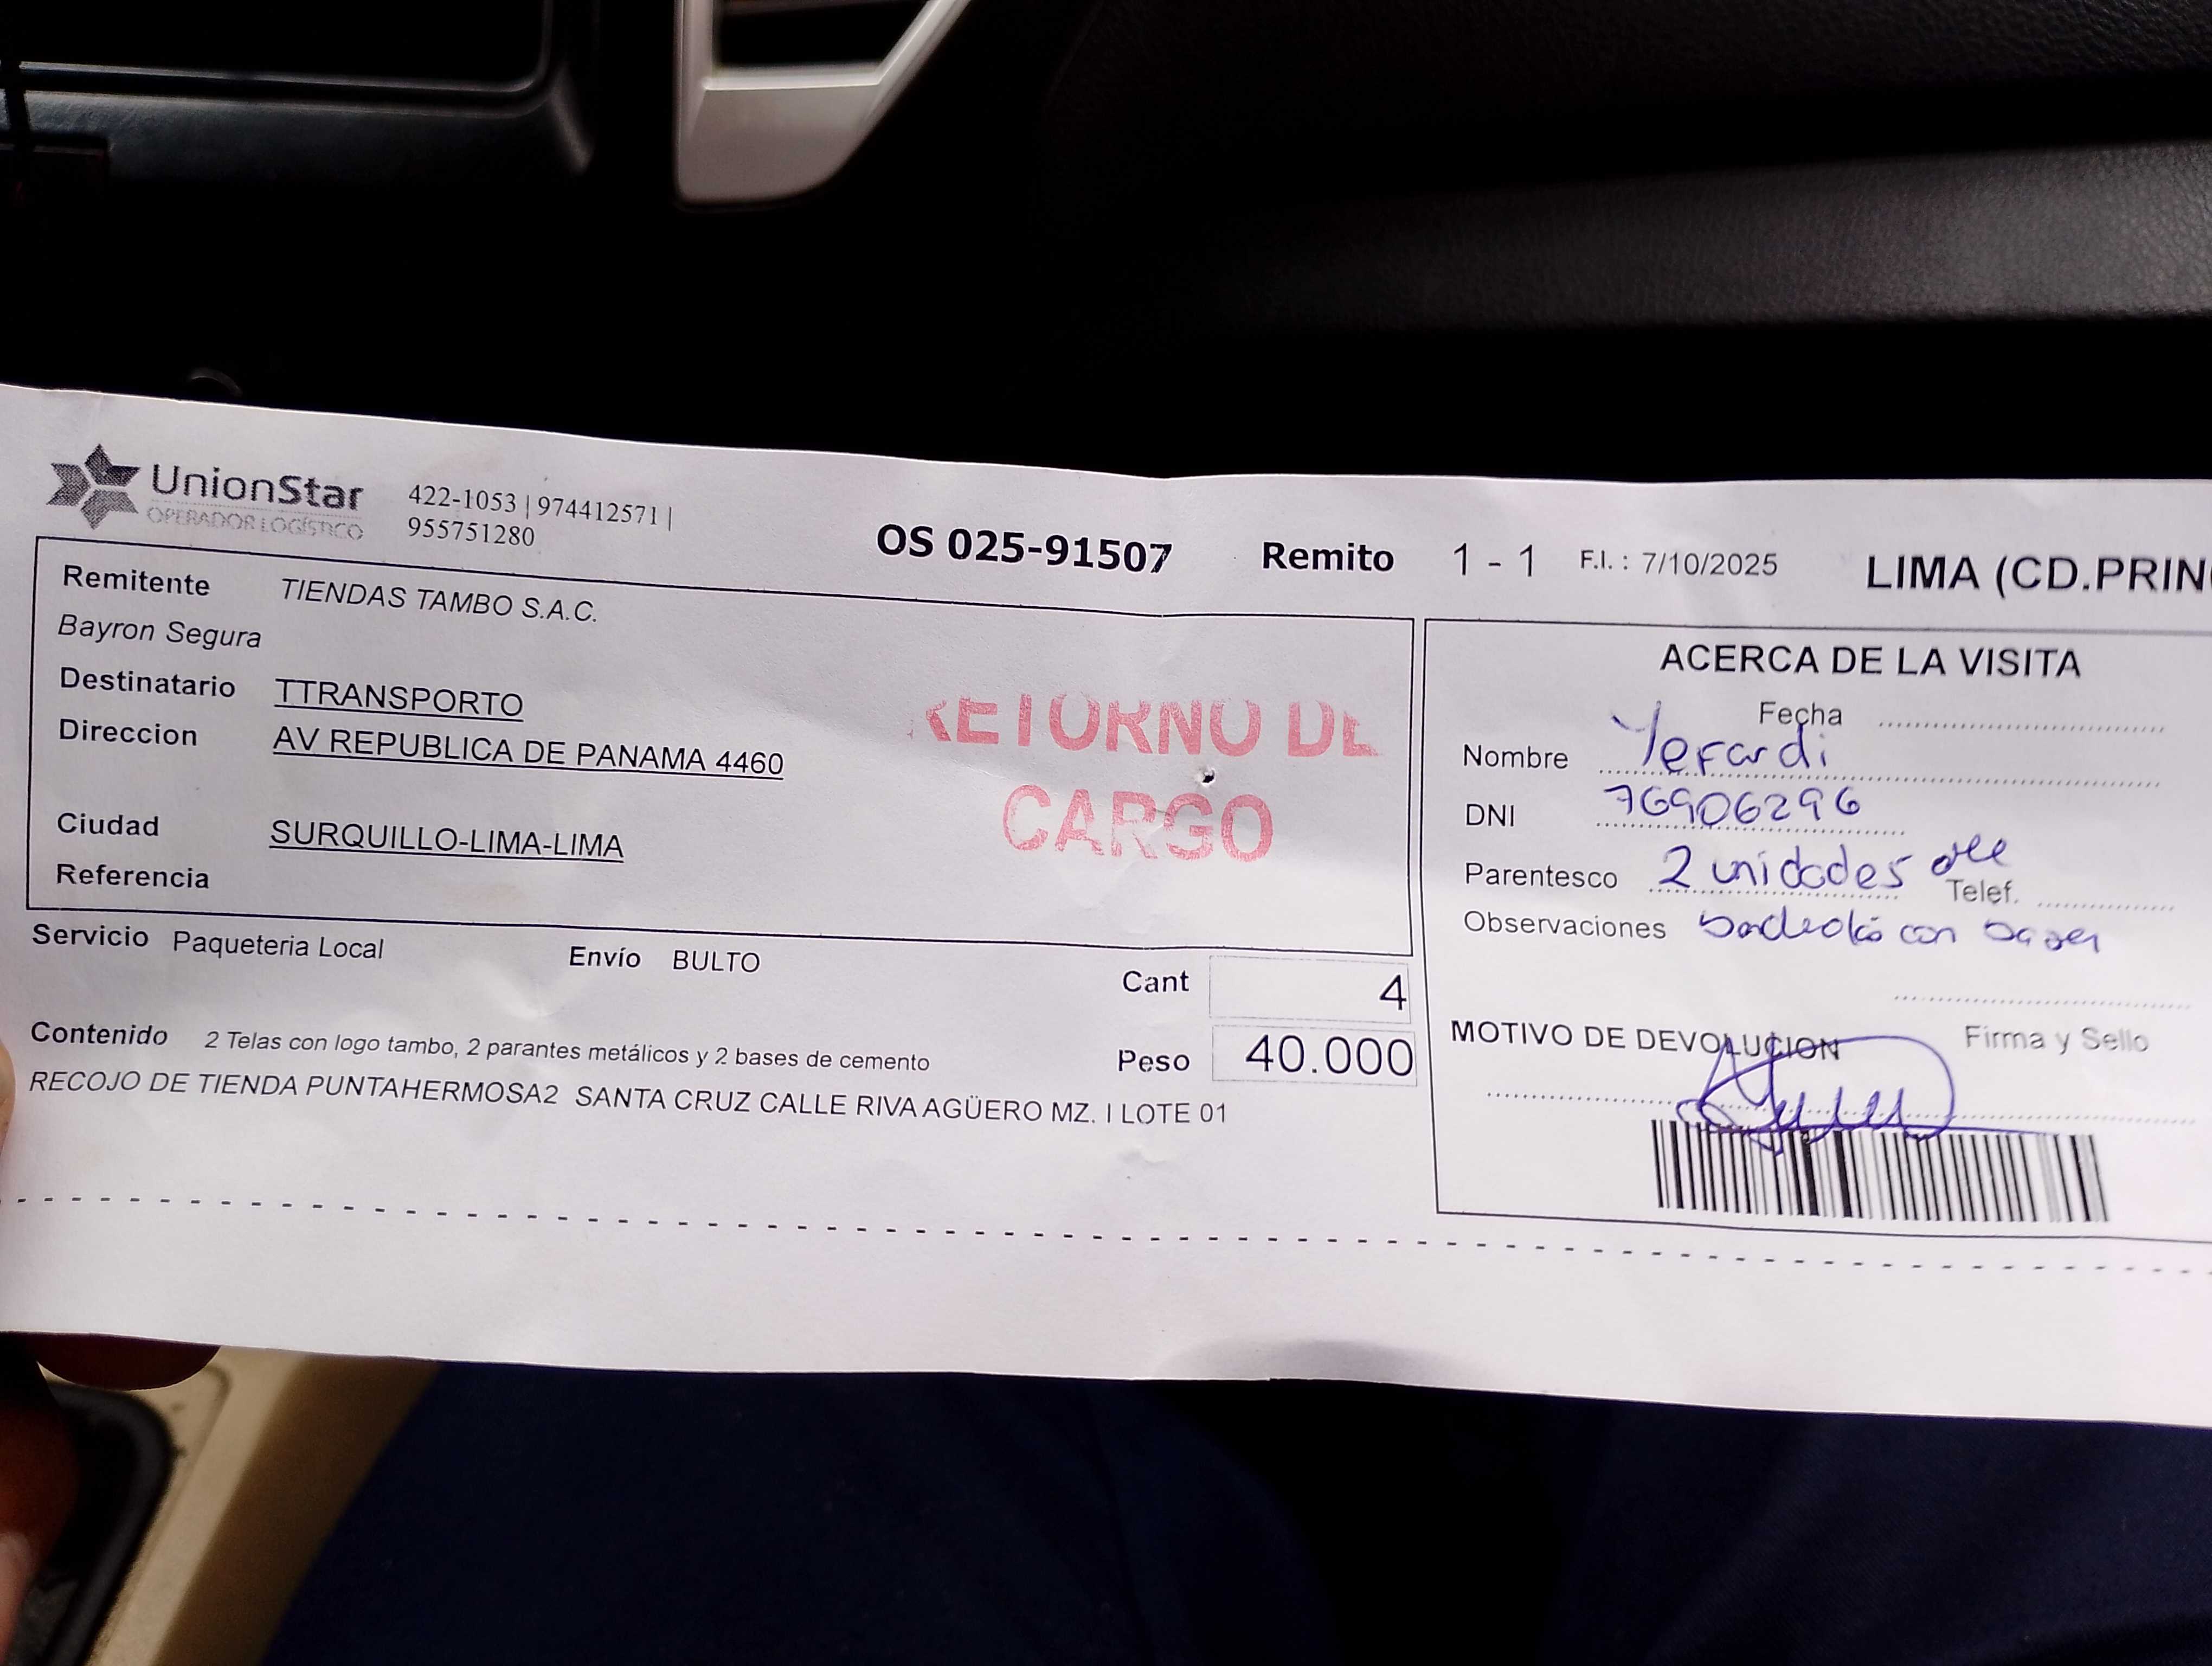 UnionStar
OPERADOR LOGÍSTICO
422-1053 | 974412571 |
955751280
OS 025-91507 Remito 1 - 1 F.I. : 7/10/2025 LIMA (CD.PRIN
Remitente TIENDAS TAMBO S.A.C.
Bayron Segura
Destinatario TTRANSPORTO
Direccion AV REPUBLICA DE PANAMA 4460
Ciudad SURQUILLO-LIMA-LIMA
Referencia
RETORNO DE
CARGO
Servicio Paqueteria Local Envío BULTO
Cant 4
Contenido 2 Telas con logo tambo, 2 parantes metálicos y 2 bases de cemento
Peso 40.000
RECOJO DE TIENDA PUNTAHERMOSA2 SANTA CRUZ CALLE RIVA AGÜERO MZ. I LOTE 01
ACERCA DE LA VISITA
Fecha
Nombre Yerardi
DNI 76906296
Parentesco 2 unidades de
Telef.
Observaciones con
Firma y Sello
MOTIVO DE DEVOLUCION